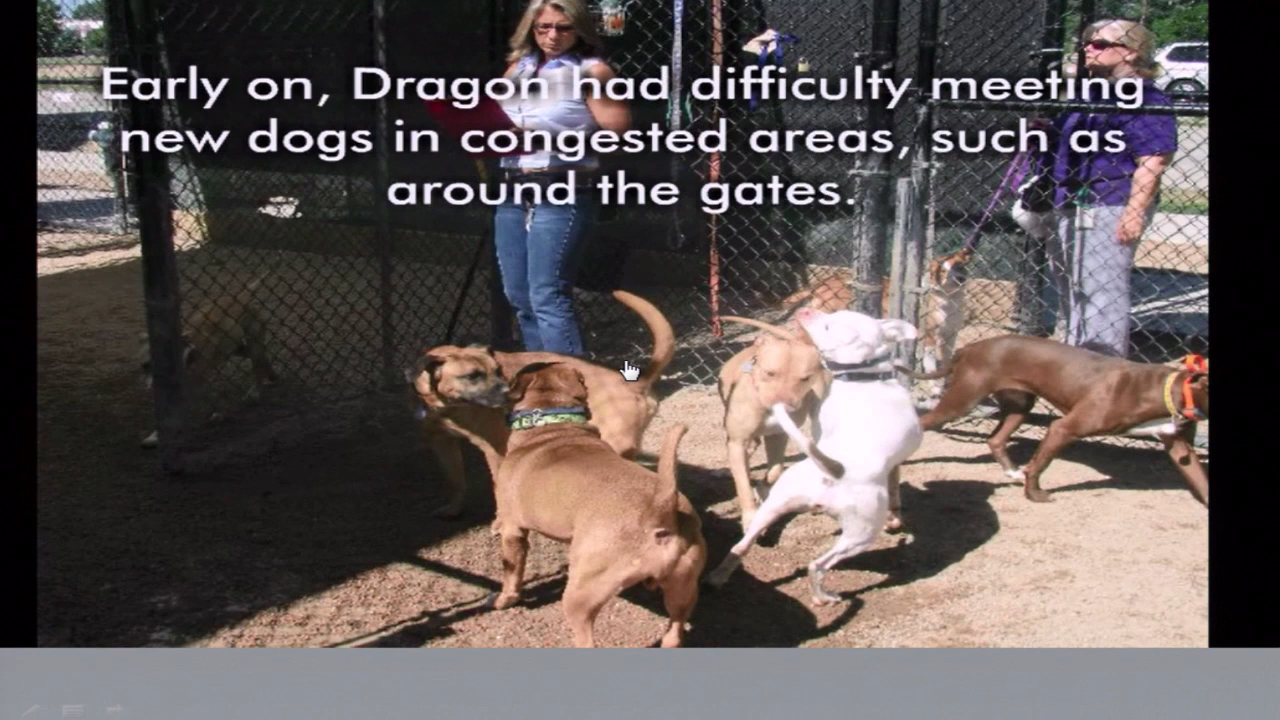 Early on, Dragon had difficulty meeting
new dogs in congested areas, such as
around the gates.